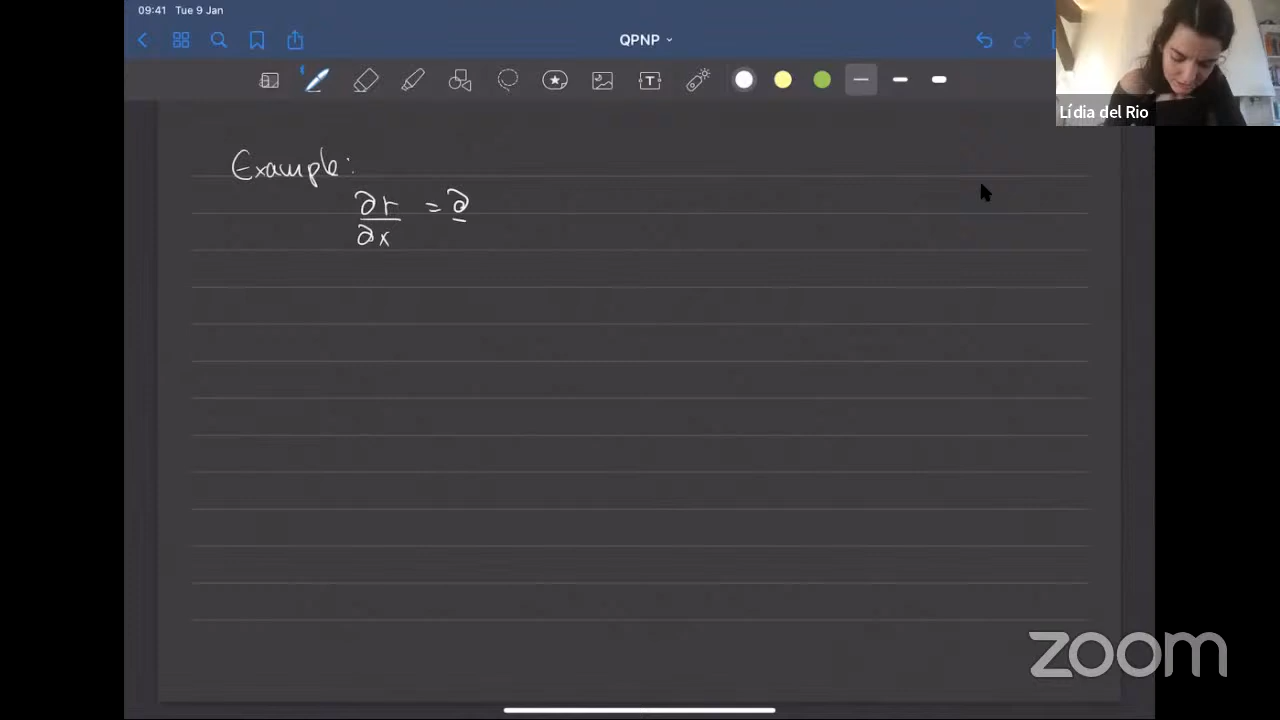 09:41 Tue 9 Jan
QPNP
T
Lídia del Rio
Example:
∂r/∂x = ∂
zoom